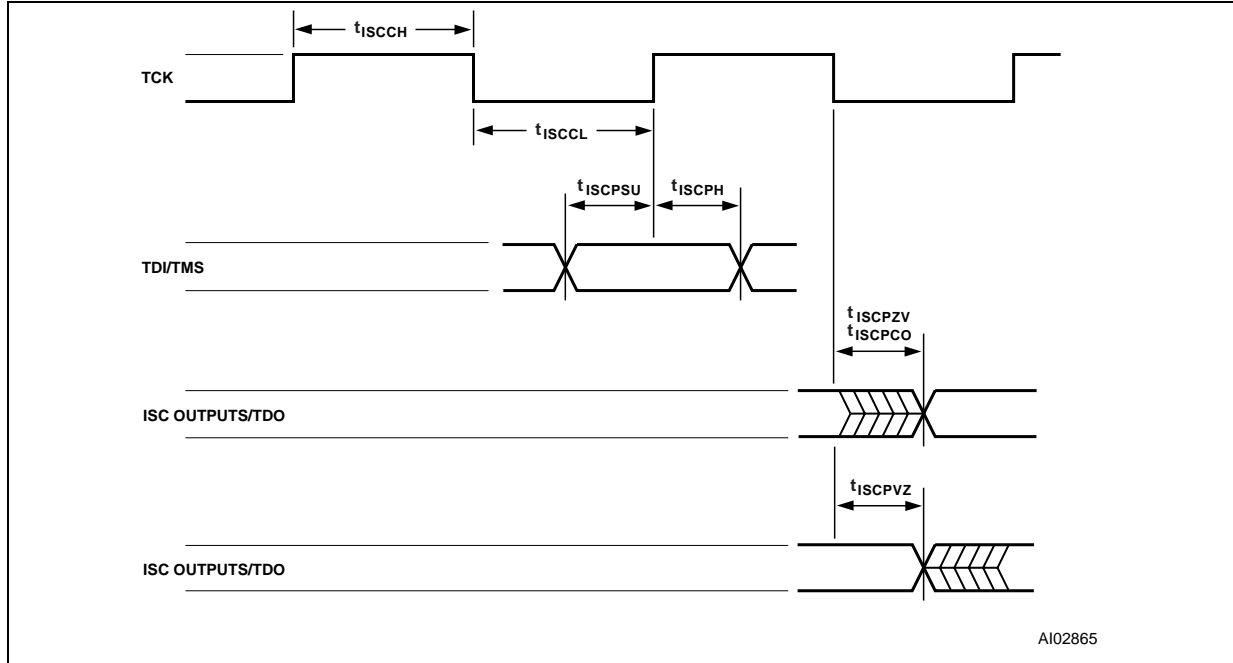 tISCCH
TCK
tISCCL
tISCPSU
tISCPH
TDI/TMS
tISCPZV
tISCPCO
ISC OUTPUTS/TDO
tISCPVZ
ISC OUTPUTS/TDO
AI02865